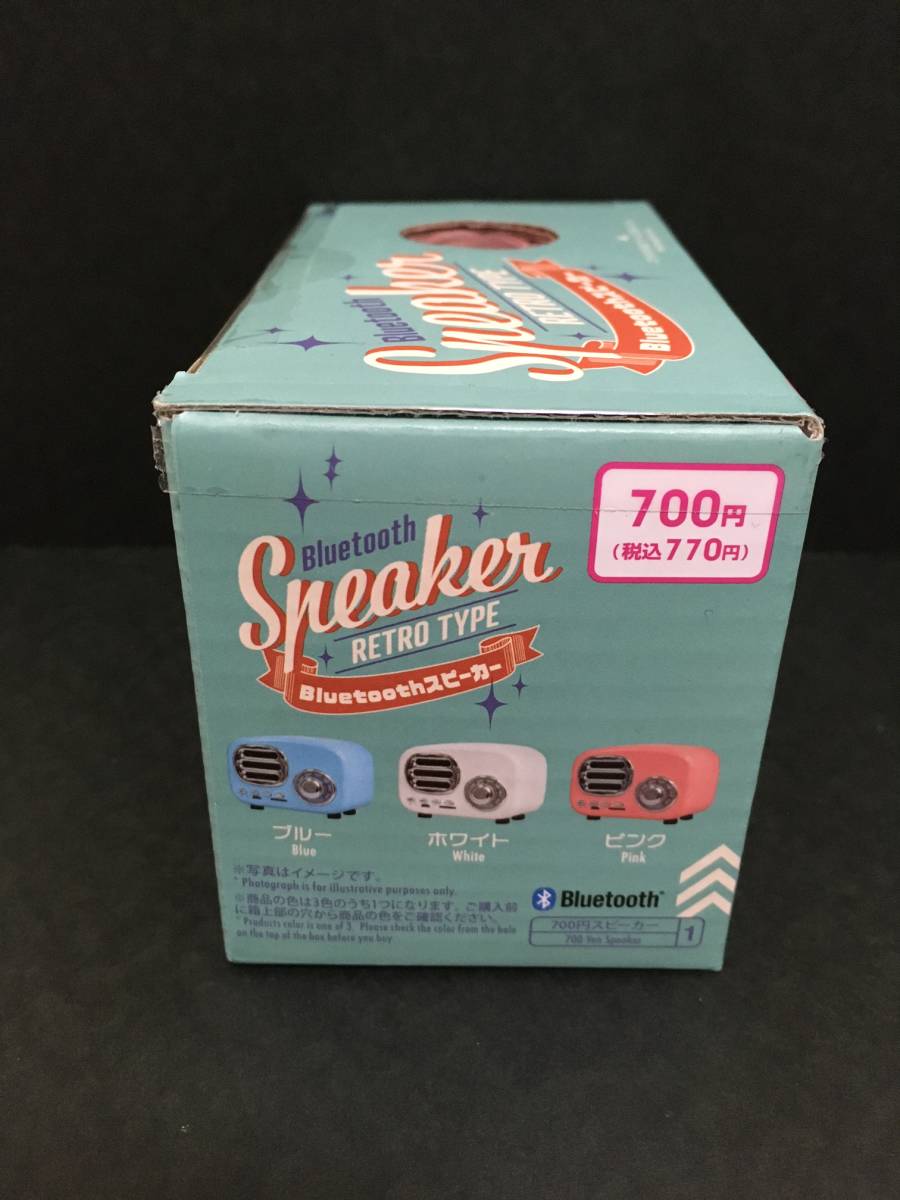 Bluetooth
Speaker
RETRO TYPE
Bluetoothスピーカー
Bluetooth
Speaker
RETRO TYPE
Bluetoothスピーカー
700円
(税込770円)
ブルー
Blue
ホワイト
White
ピンク
Pink
※写真はイメージです。
* Photograph is for illustrative purposes only.
※商品の色は3色のうち1つになります。ご購入前
に箱上部の穴から商品の色をご確認ください。
* Products color is one of 3. Please check the color from the hole
on the top of the box before you buy
Bluetooth
700円スピーカー
700 Yen Speaker
1